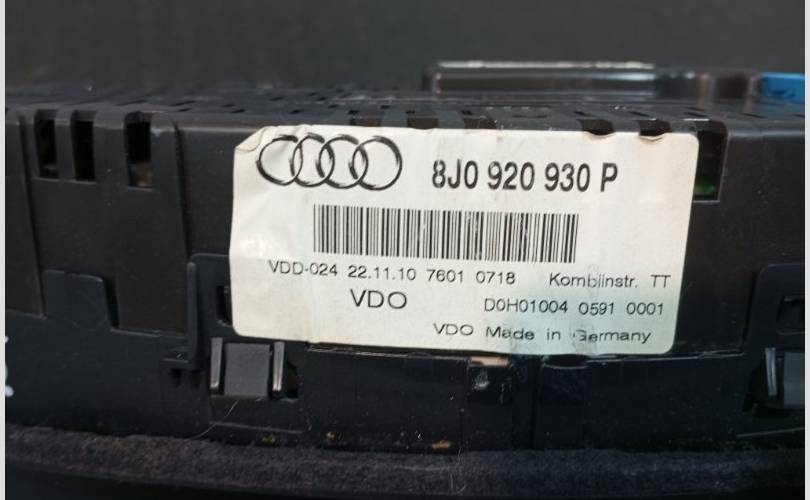 8J0 920 930 P
VDD-024 22.11.10 7601 0718 Kombiinstr. TT
VDO D0H01004 0591 0001
VDO Made in Germany